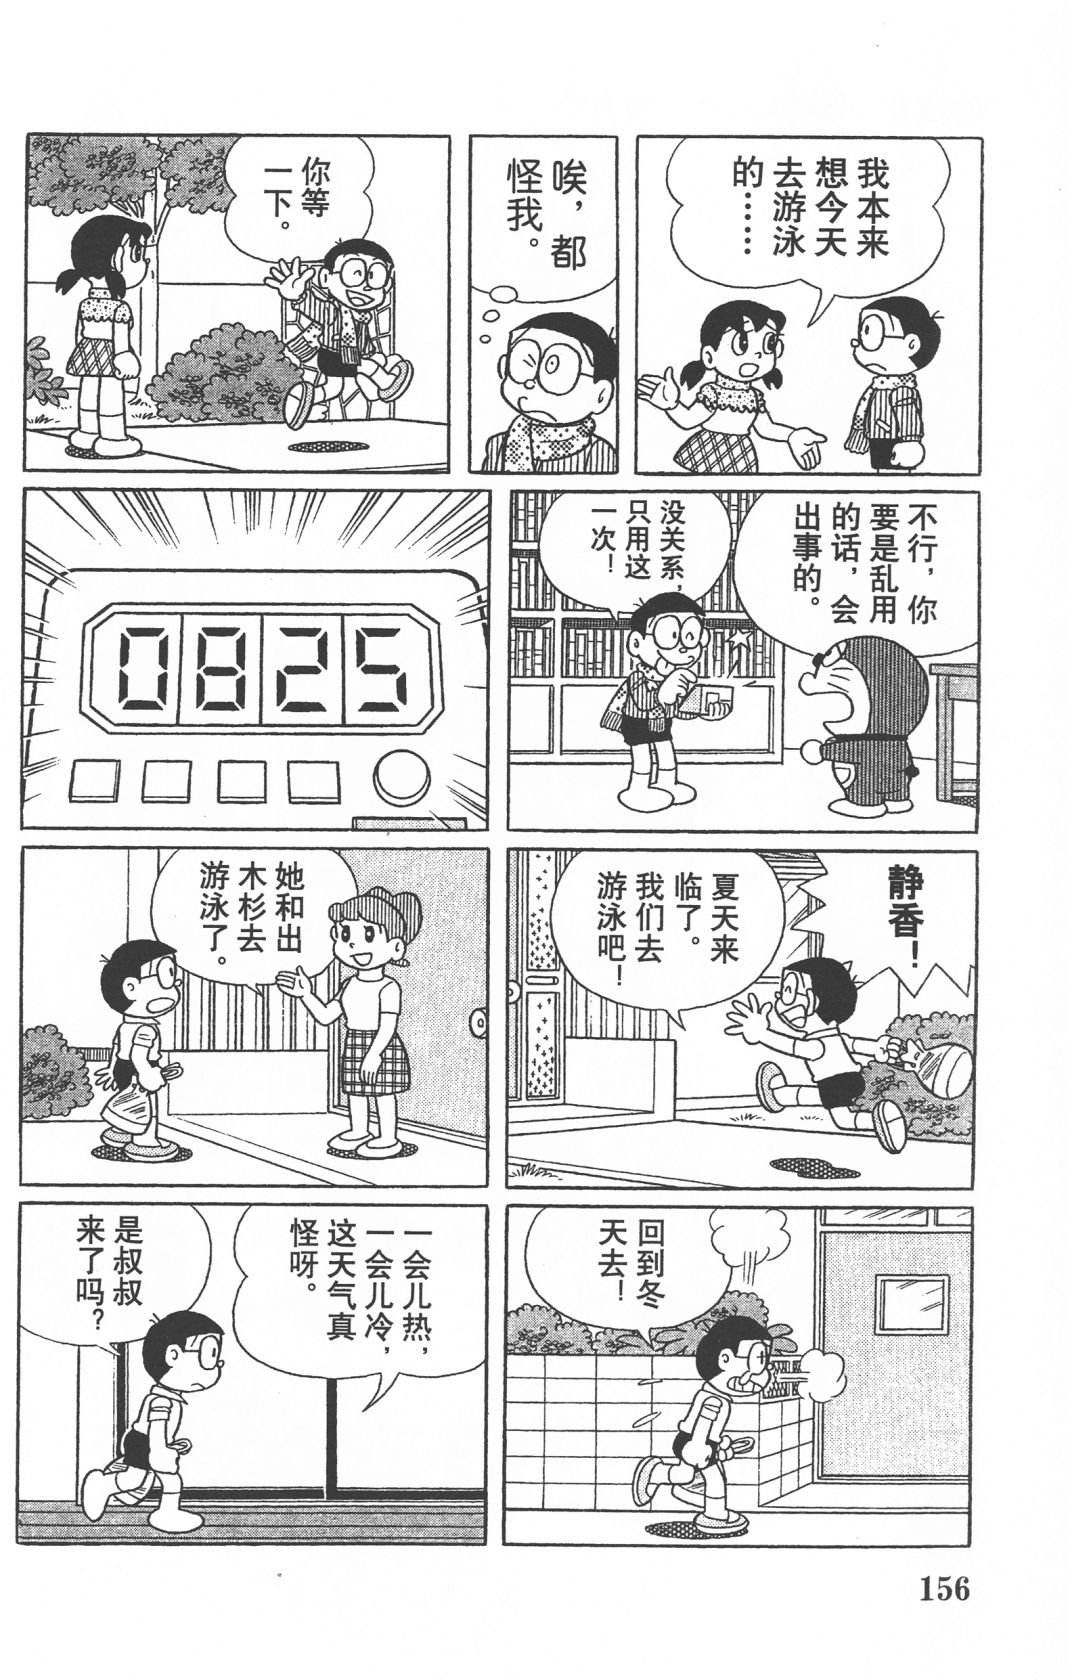 我本来
想今天
去游泳
的……
唉，都
怪我。
你等
一下。
不行，你
要是乱用
的话，会
出事的。
没关系，
只用这
一次！
0825
静香！
夏天来
临了。
我们去
游泳吧！
她和出
木杉去
游泳了。
回到冬
天去！
一会儿热，
一会儿冷，
这天气真
怪呀。
是叔叔
来了吗？
156